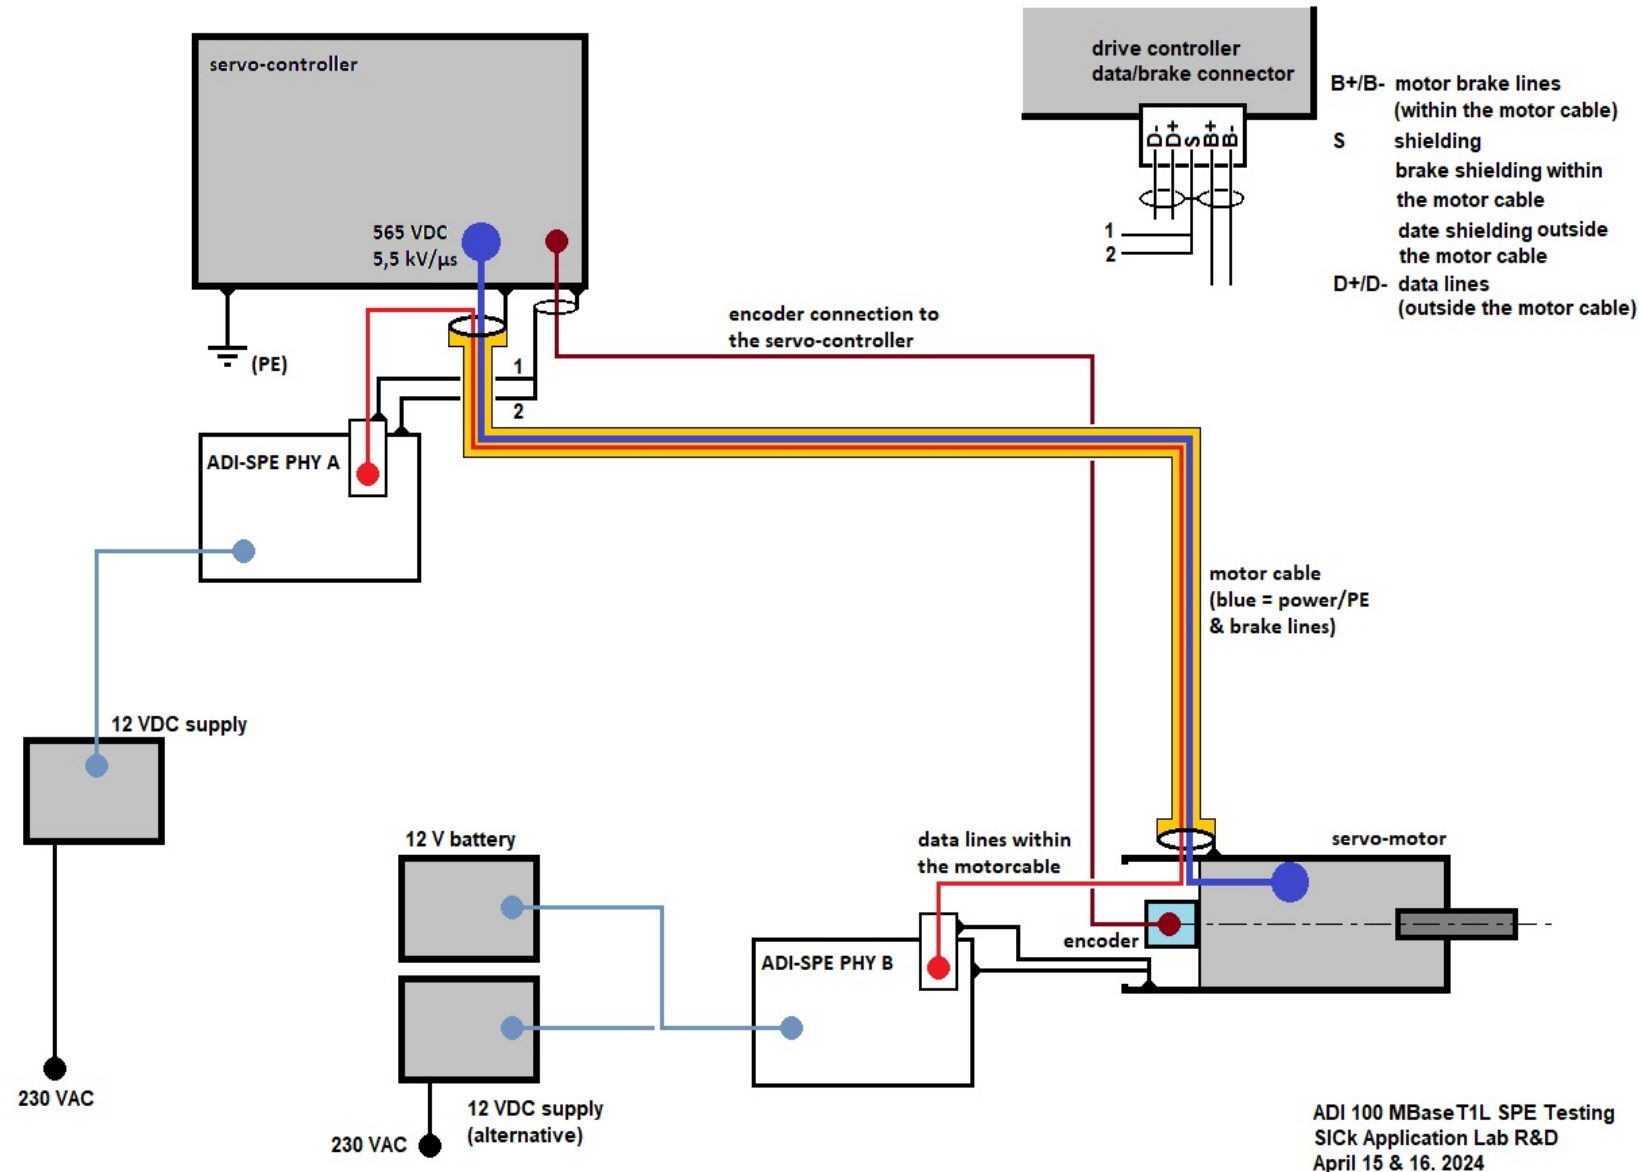 servo-controller
565 VDC
5,5 kV/µs
(PE)
1
2
ADI-SPE PHY A
12 VDC supply
230 VAC
encoder connection to
the servo-controller
drive controller
data/brake connector
D-
D+
S
B+
B-
1
2
B+/B- motor brake lines
(within the motor cable)
S shielding
brake shielding within
the motor cable
date shielding outside
the motor cable
D+/D- data lines
(outside the motor cable)
motor cable
(blue = power/PE
& brake lines)
12 V battery
12 VDC supply
(alternative)
230 VAC
data lines within
the motorcable
ADI-SPE PHY B
encoder
servo-motor
ADI 100 MBaseT1L SPE Testing
SICk Application Lab R&D
April 15 & 16. 2024